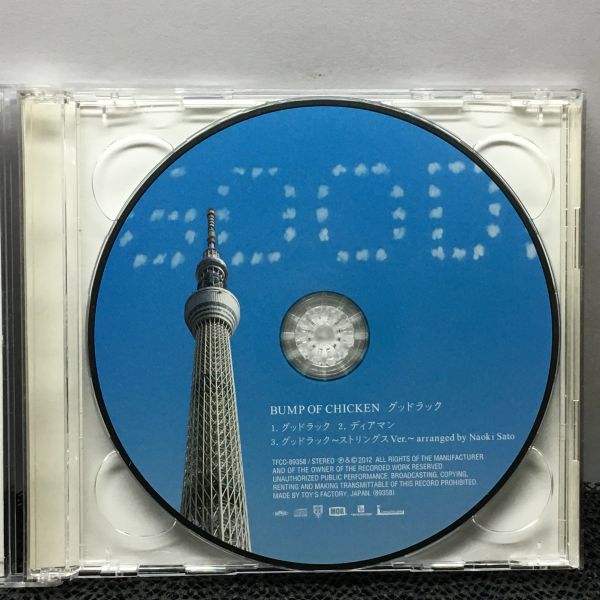 GOOD
BUMP OF CHICKEN グッドラック
1. グッドラック 2. ディアマン
3. グッドラック〜ストリングスVer.〜 arranged by Naoki Sato
TFCC-89358 / STEREO ℗&© 2012 ALL RIGHTS OF THE MANUFACTURER
AND OF THE OWNER OF THE RECORDED WORK RESERVED.
UNAUTHORIZED PUBLIC PERFORMANCE, BROADCASTING, COPYING,
RENTING AND MAKING TRANSMITTABLE OF THIS RECORD PROHIBITED.
MADE BY TOY'S FACTORY, JAPAN. (89358)